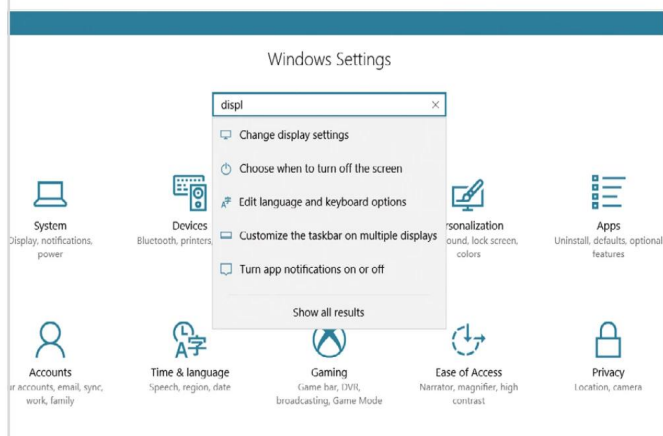 Windows Settings
displ
Change display settings
Choose when to turn off the screen
Edit language and keyboard options
Customize the taskbar on multiple displays
Turn app notifications on or off
Show all results
System
Display, notifications,
power
Devices
Bluetooth, printers,
rsonalization
ound, lock screen,
colors
Apps
Uninstall, defaults, optional
features
Accounts
ur accounts, email, sync,
work, family
Time & language
Speech, region, date
Gaming
Game bar, DVR,
broadcasting, Game Mode
Ease of Access
Narrator, magnifier, high
contrast
Privacy
Location, camera